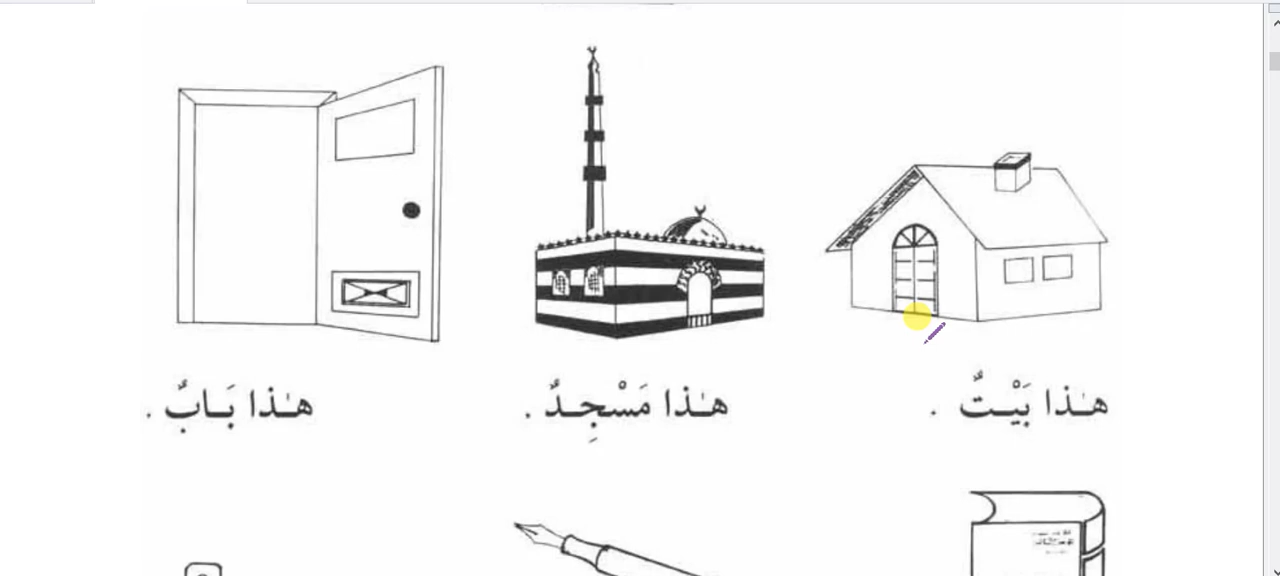 هٰذا بَيْتٌ .
هٰذا مَسْجِدٌ .
هٰذا بَابٌ .